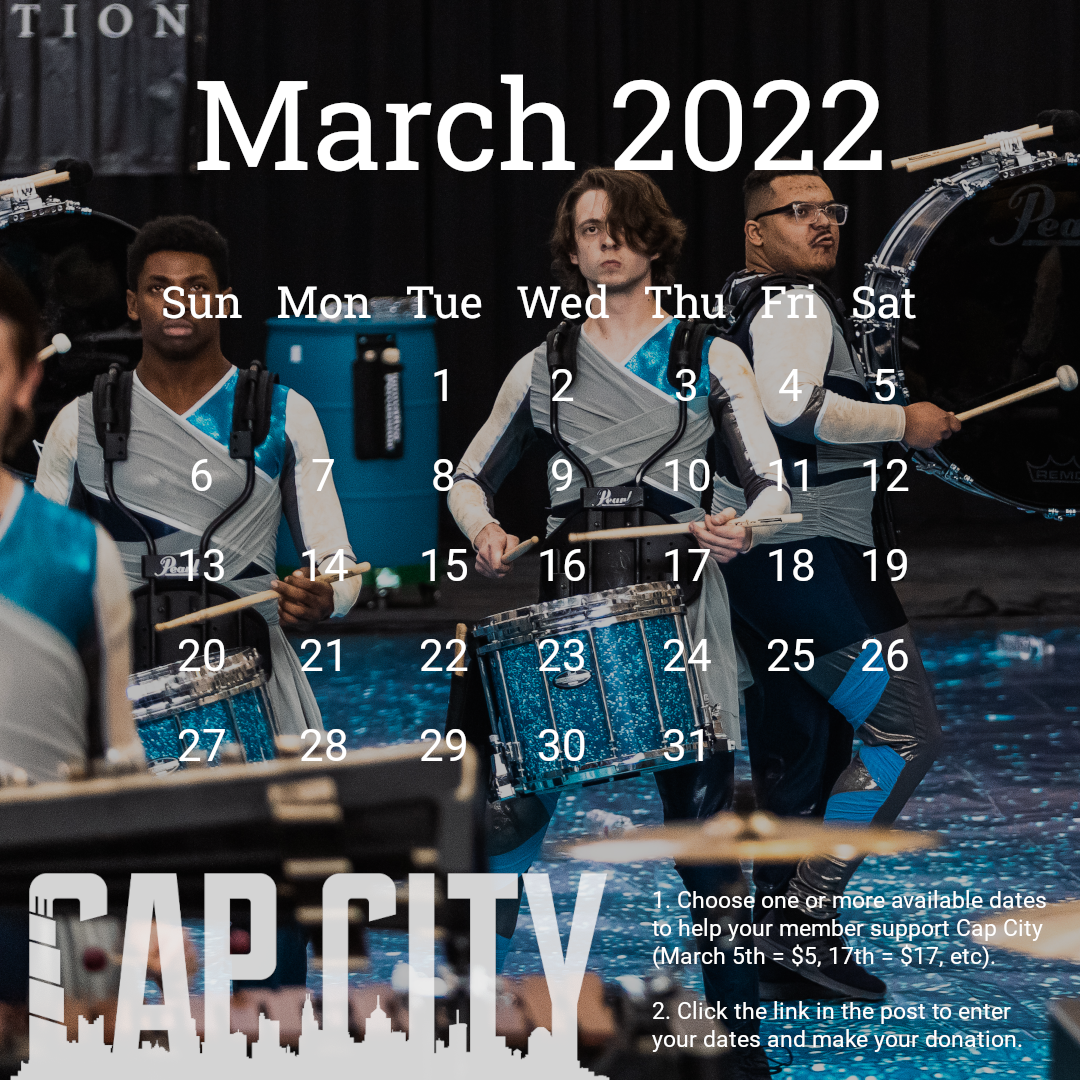 TION
March 2022
Sun Mon Tue Wed Thu Fri Sat
1 2 3 4 5
6 7 8 9 10 11 12
Pearl
13 14 15 16 17 18 19
Pearl
20 21 22 23 24 25 26
27 28 29 30 31
CAP CITY
1. Choose one or more available dates
to help your member support Cap City
(March 5th = $5, 17th = $17, etc).
2. Click the link in the post to enter
your dates and make your donation.